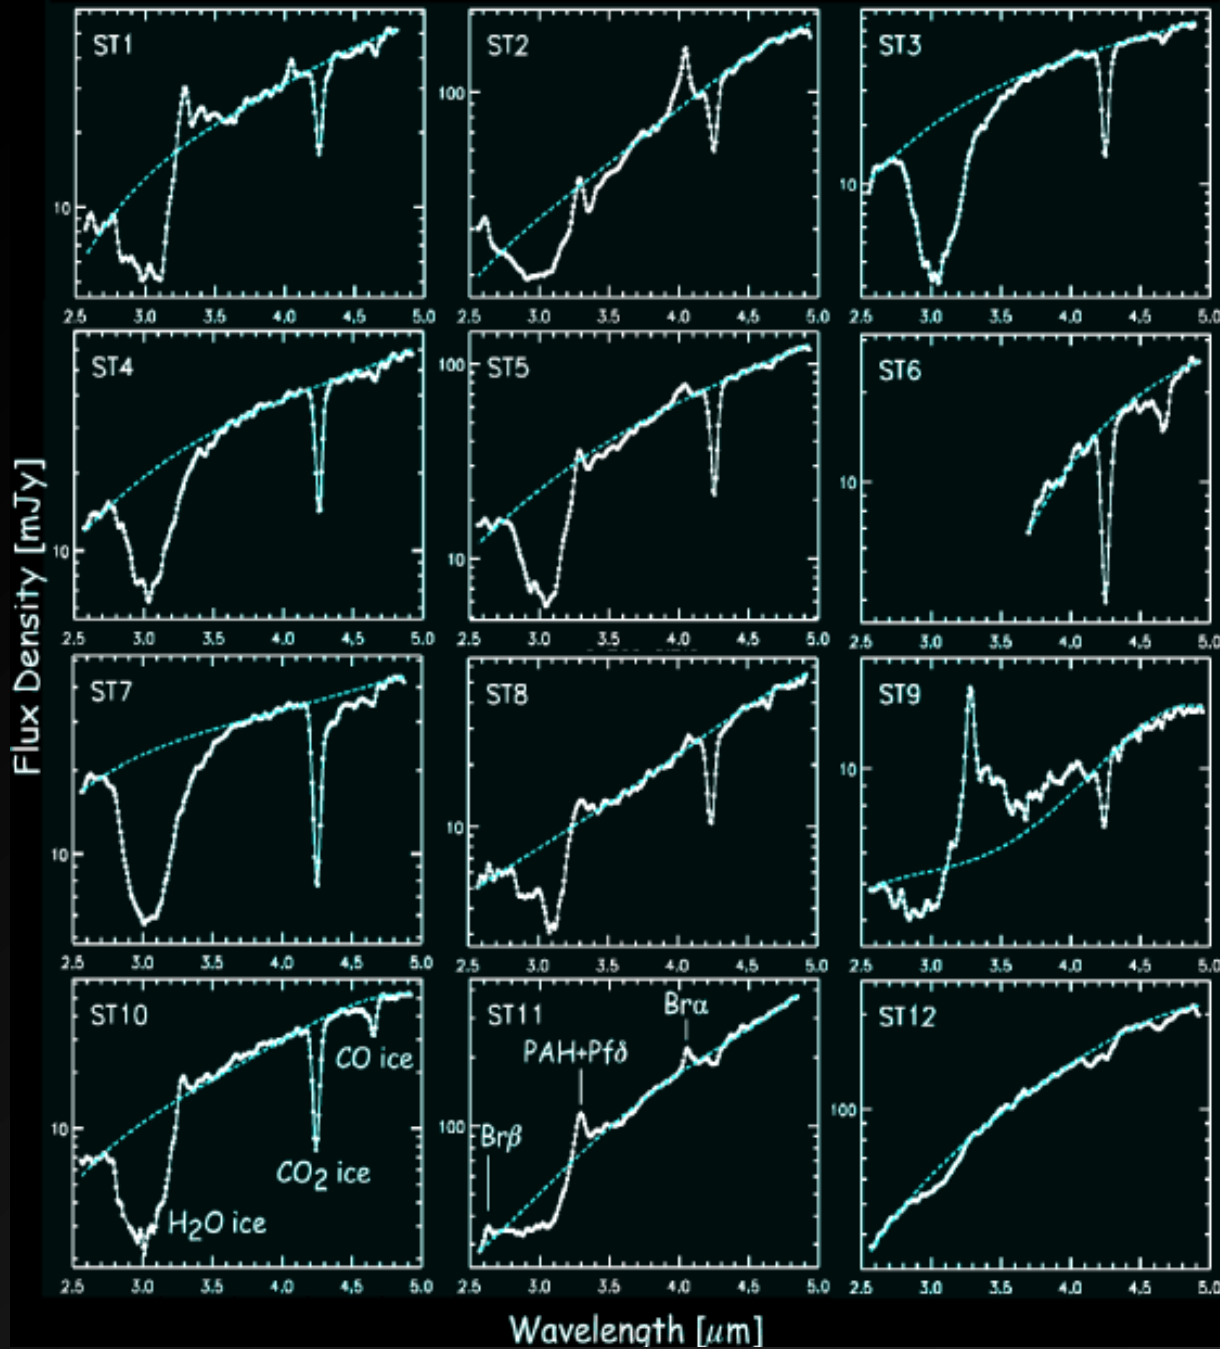 ST1
ST2
ST3
10
100
10
2.5 3.0 3.5 4.0 4.5 5.0
2.5 3.0 3.5 4.0 4.5 5.0
2.5 3.0 3.5 4.0 4.5 5.0
ST4
ST5
ST6
10
100
10
10
2.5 3.0 3.5 4.0 4.5 5.0
2.5 3.0 3.5 4.0 4.5 5.0
2.5 3.0 3.5 4.0 4.5 5.0
Flux Density [mJy]
ST7
ST8
ST9
10
10
10
2.5 3.0 3.5 4.0 4.5 5.0
2.5 3.0 3.5 4.0 4.5 5.0
2.5 3.0 3.5 4.0 4.5 5.0
ST10
CO ice
CO2 ice
H2O ice
10
ST11
Brα
PAH+Pfδ
Brβ
100
ST12
100
2.5 3.0 3.5 4.0 4.5 5.0
2.5 3.0 3.5 4.0 4.5 5.0
2.5 3.0 3.5 4.0 4.5 5.0
Wavelength [μm]